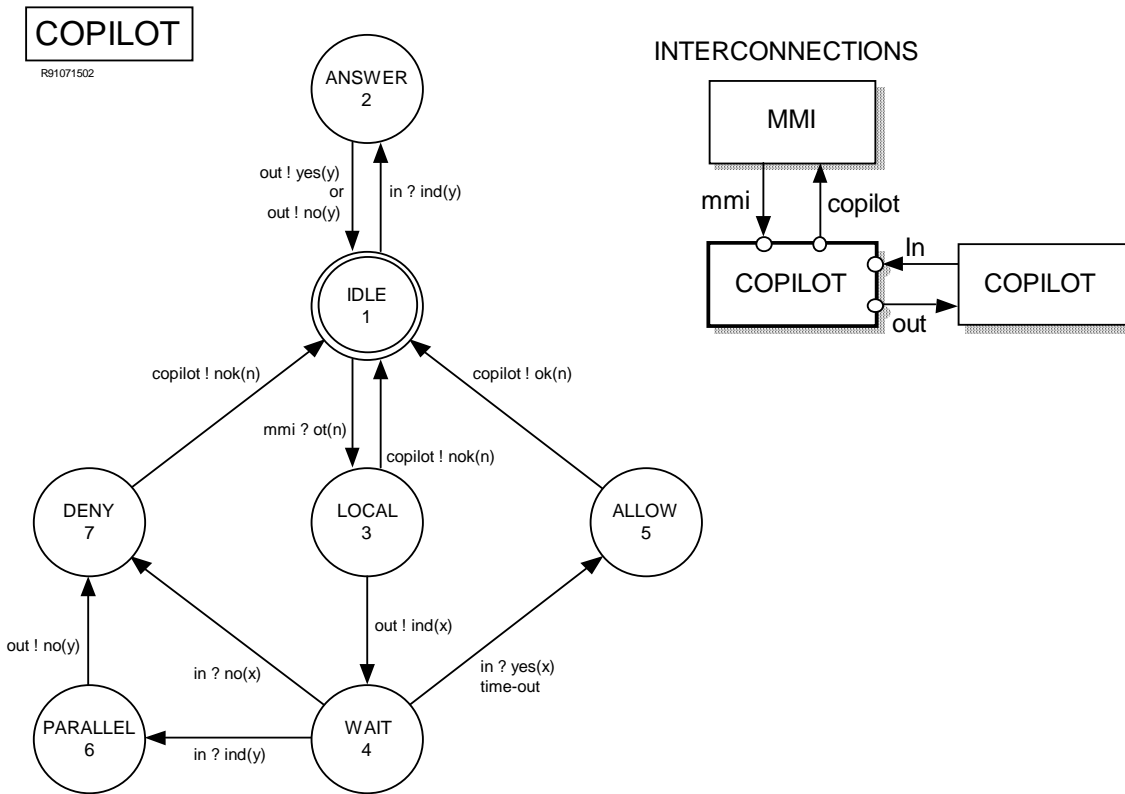 COPILOT
R91071502
INTERCONNECTIONS
ANSWER
2
MMI
out ! yes(y)
or
out ! no(y)
in ? ind(y)
mmi
copilot
In
COPILOT
COPILOT
out
IDLE
1
copilot ! nok(n)
copilot ! ok(n)
mmi ? ot(n)
copilot ! nok(n)
DENY
7
LOCAL
3
ALLOW
5
out ! ind(x)
out ! no(y)
in ? no(x)
in ? yes(x)
time-out
PARALLEL
6
WAIT
4
in ? ind(y)